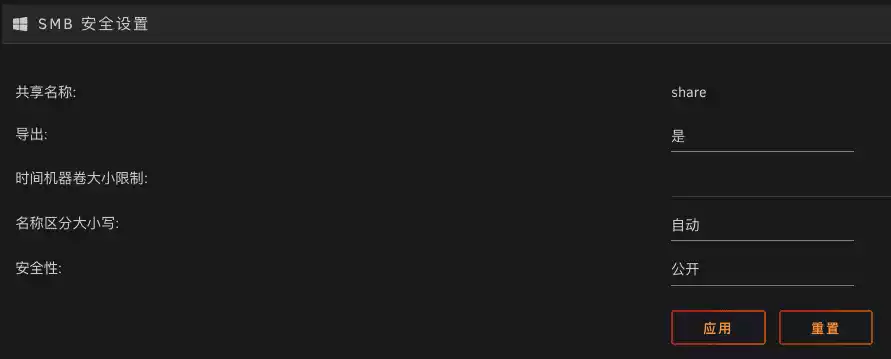 SMB 安全设置
共享名称: share
导出: 是
时间机器卷大小限制:
名称区分大小写: 自动
安全性: 公开
应用 重置